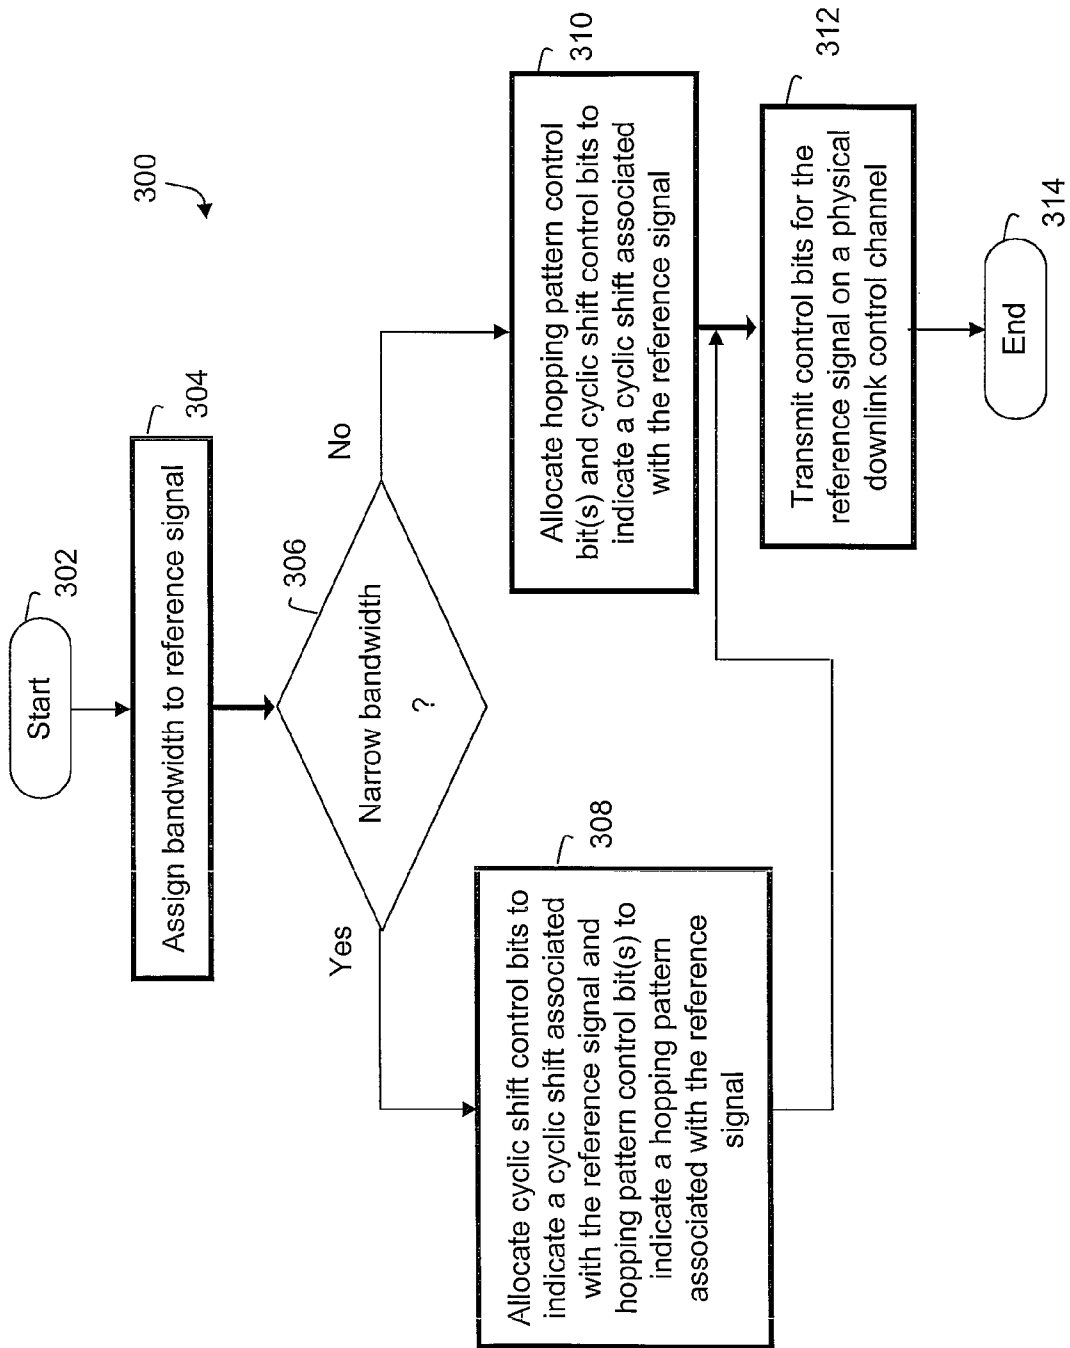 300
Start
302
Assign bandwidth to reference signal
304
Narrow bandwidth
?
306
Yes
No
Allocate cyclic shift control bits to
indicate a cyclic shift associated
with the reference signal and
hopping pattern control bit(s) to
indicate a hopping pattern
associated with the reference
signal
308
Allocate hopping pattern control
bit(s) and cyclic shift control bits to
indicate a cyclic shift associated
with the reference signal
310
Transmit control bits for the
reference signal on a physical
downlink control channel
312
End
314